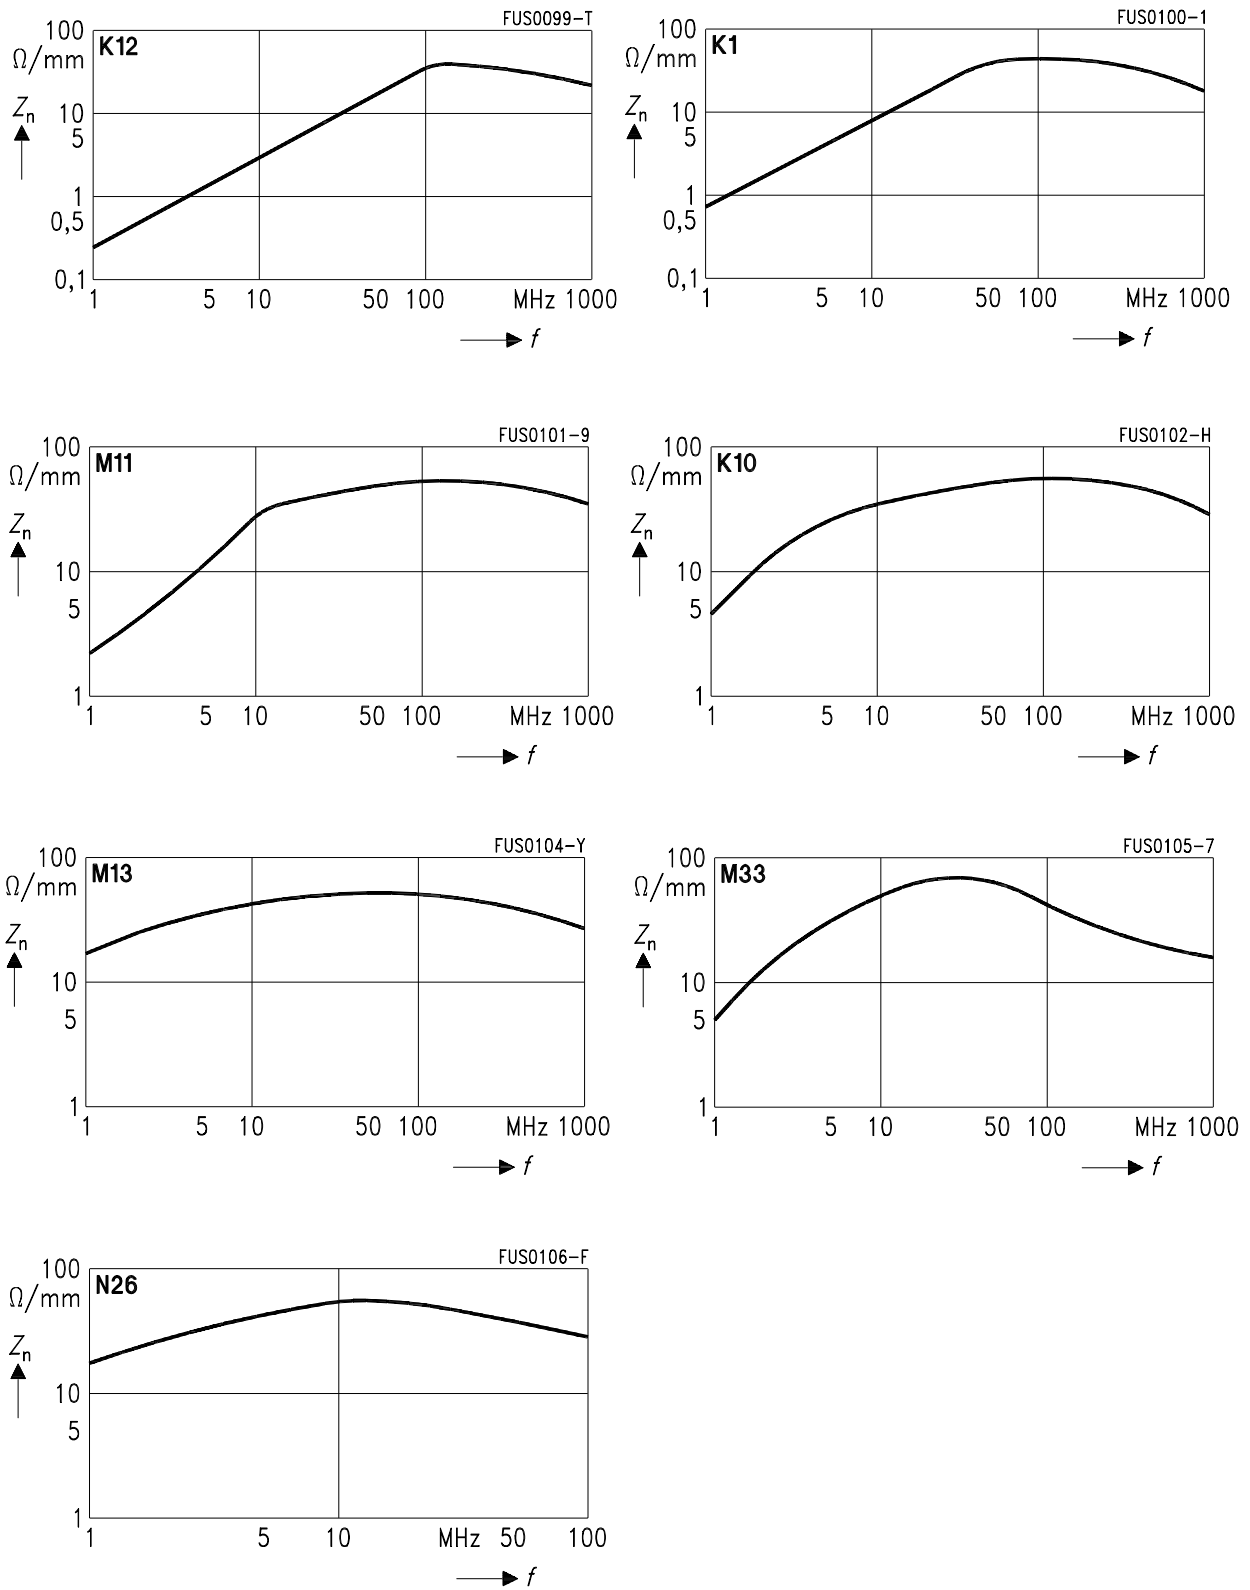 FUS0099-T
100
K12
Ω/mm
Zn
10
5
1
0,5
0,1
1 5 10 50 100 MHz 1000
f
FUS0100-1
100
K1
Ω/mm
Zn
10
5
1
0,5
0,1
1 5 10 50 100 MHz 1000
f
FUS0101-9
100
M11
Ω/mm
Zn
10
5
1
1 5 10 50 100 MHz 1000
f
FUS0102-H
100
K10
Ω/mm
Zn
10
5
1
1 5 10 50 100 MHz 1000
f
FUS0104-Y
100
M13
Ω/mm
Zn
10
5
1
1 5 10 50 100 MHz 1000
f
FUS0105-7
100
M33
Ω/mm
Zn
10
5
1
1 5 10 50 100 MHz 1000
f
FUS0106-F
100
N26
Ω/mm
Zn
10
5
1
1 5 10 MHz 50 100
f